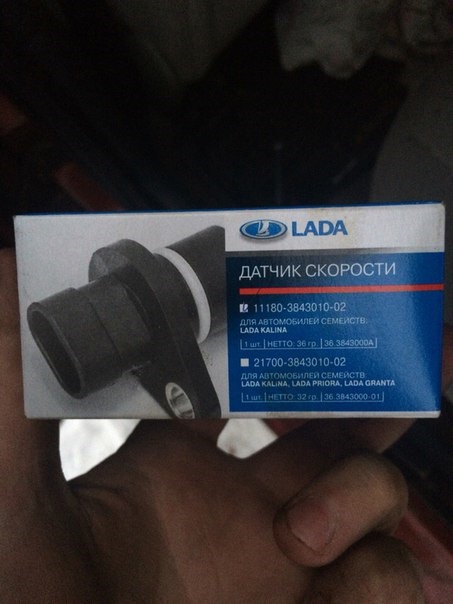 LADA
ДАТЧИК СКОРОСТИ
11180-3843010-02
ДЛЯ АВТОМОБИЛЕЙ СЕМЕЙСТВ:
LADA KALINA
1 шт. НЕТТО: 36 гр. 36.3843000А
21700-3843010-02
ДЛЯ АВТОМОБИЛЕЙ СЕМЕЙСТВ:
LADA KALINA, LADA PRIORA, LADA GRANTA
1 шт. НЕТТО: 32 гр. 36.3843000-01